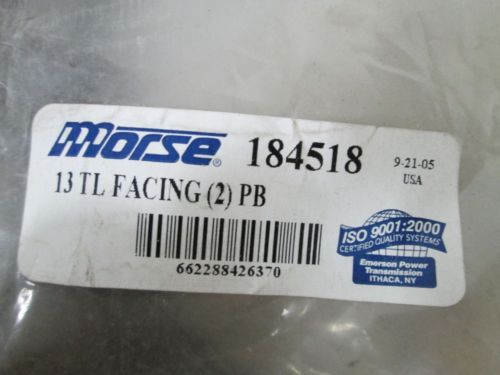 morse® 184518 9-21-05
USA
13 TL FACING (2) PB
662288426370
ISO 9001:2000
CERTIFIED QUALITY SYSTEMS
Emerson Power
Transmission
ITHACA, NY